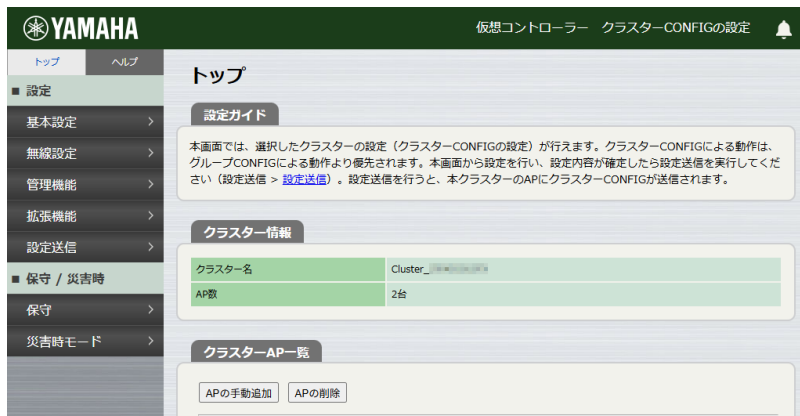 YAMAHA
仮想コントローラー クラスターCONFIGの設定
トップ ヘルプ
■ 設定
基本設定
無線設定
管理機能
拡張機能
設定送信
■ 保守 / 災害時
保守
災害時モード
トップ
設定ガイド
本画面では、選択したクラスターの設定（クラスターCONFIGの設定）が行えます。クラスターCONFIGによる動作は、
グループCONFIGによる動作より優先されます。本画面から設定を行い、設定内容が確定したら設定送信を実行してくだ
さい（設定送信 > 設定送信）。設定送信を行うと、本クラスターのAPにクラスターCONFIGが送信されます。
クラスター情報
クラスター名 Cluster_
AP数 2台
クラスターAP一覧
APの手動追加 APの削除